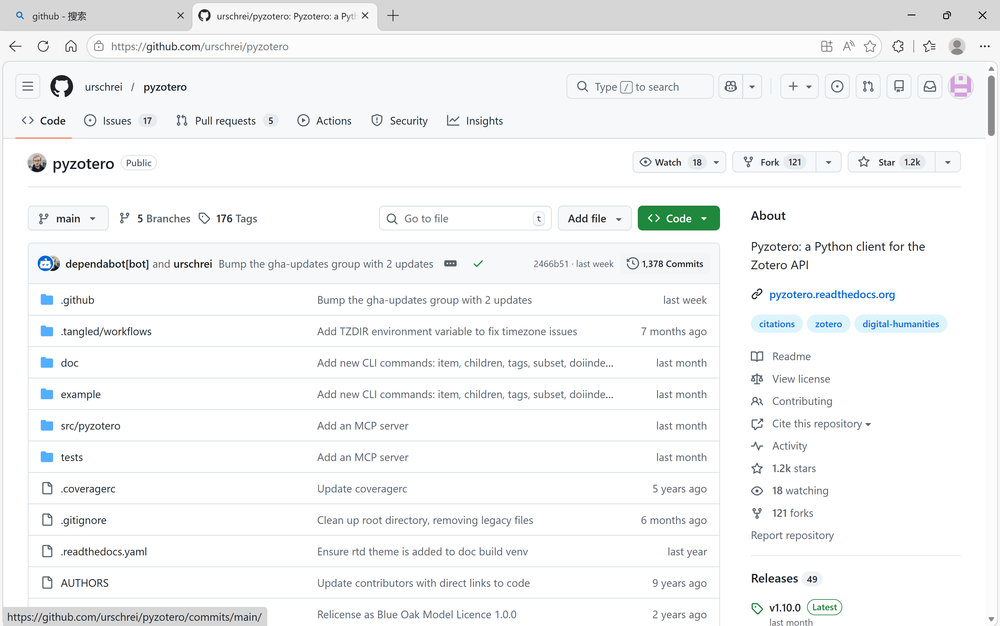 github - 搜索
urschrei/pyzotero: Pyzotero: a Pyth
https://github.com/urschrei/pyzotero
urschrei / pyzotero
Type / to search
Code
Issues 17
Pull requests 5
Actions
Security
Insights
pyzotero Public
Watch 18
Fork 121
Star 1.2k
main
5 Branches
176 Tags
Go to file t
Add file
Code
dependabot[bot] and urschrei Bump the gha-updates group with 2 updates
2466b51 · last week
1,378 Commits
.github Bump the gha-updates group with 2 updates last week
.tangled/workflows Add TZDIR environment variable to fix timezone issues 7 months ago
doc Add new CLI commands: item, children, tags, subset, doiinde... last month
example Add new CLI commands: item, children, tags, subset, doiinde... last month
src/pyzotero Add an MCP server last month
tests Add an MCP server last month
.coveragerc Update coveragerc 5 years ago
.gitignore Clean up root directory, removing legacy files 6 months ago
.readthedocs.yaml Ensure rtd theme is added to doc build venv last year
AUTHORS Update contributors with direct links to code 9 years ago
Relicense as Blue Oak Model Licence 1.0.0 2 years ago
https://github.com/urschrei/pyzotero/commits/main/
About
Pyzotero: a Python client for the
Zotero API
pyzotero.readthedocs.org
citations zotero digital-humanities
Readme
View license
Contributing
Cite this repository
Activity
1.2k stars
18 watching
121 forks
Report repository
Releases 49
v1.10.0 Latest
last month